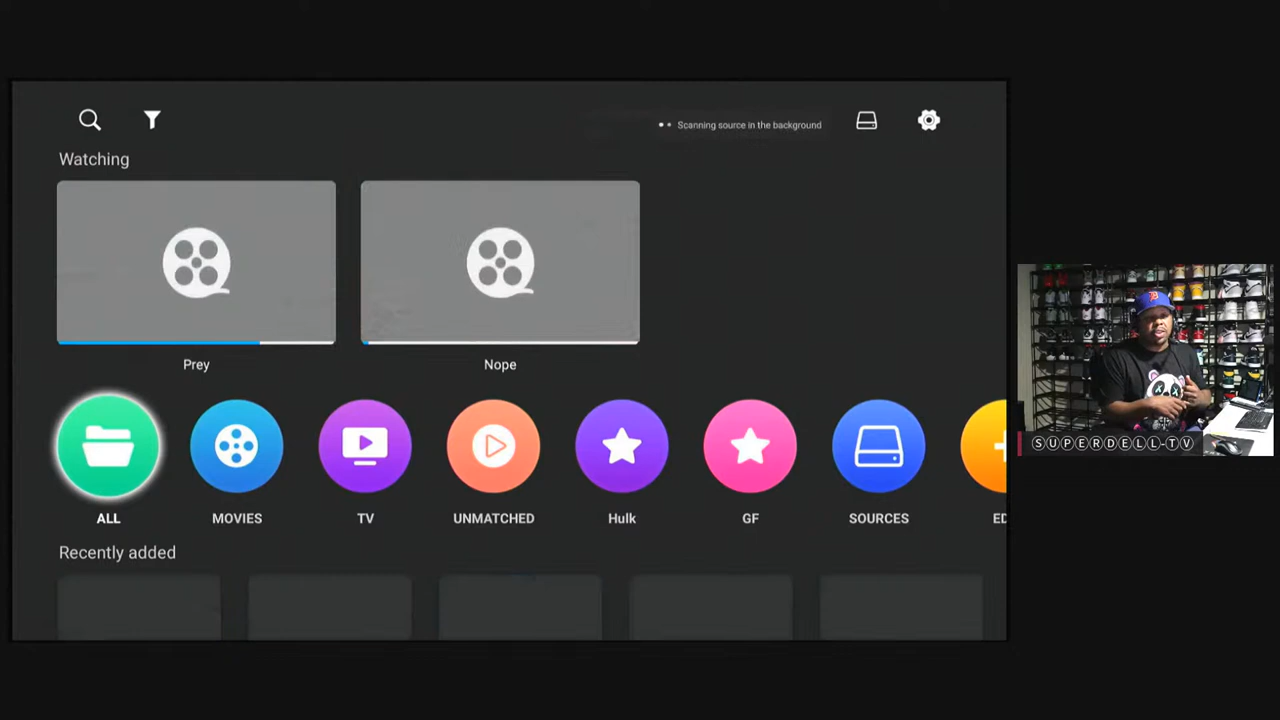 Scanning source in the background
Watching
Prey
Nope
ALL
MOVIES
TV
UNMATCHED
Hulk
GF
SOURCES
ED
Recently added
SUPERDELL-TV